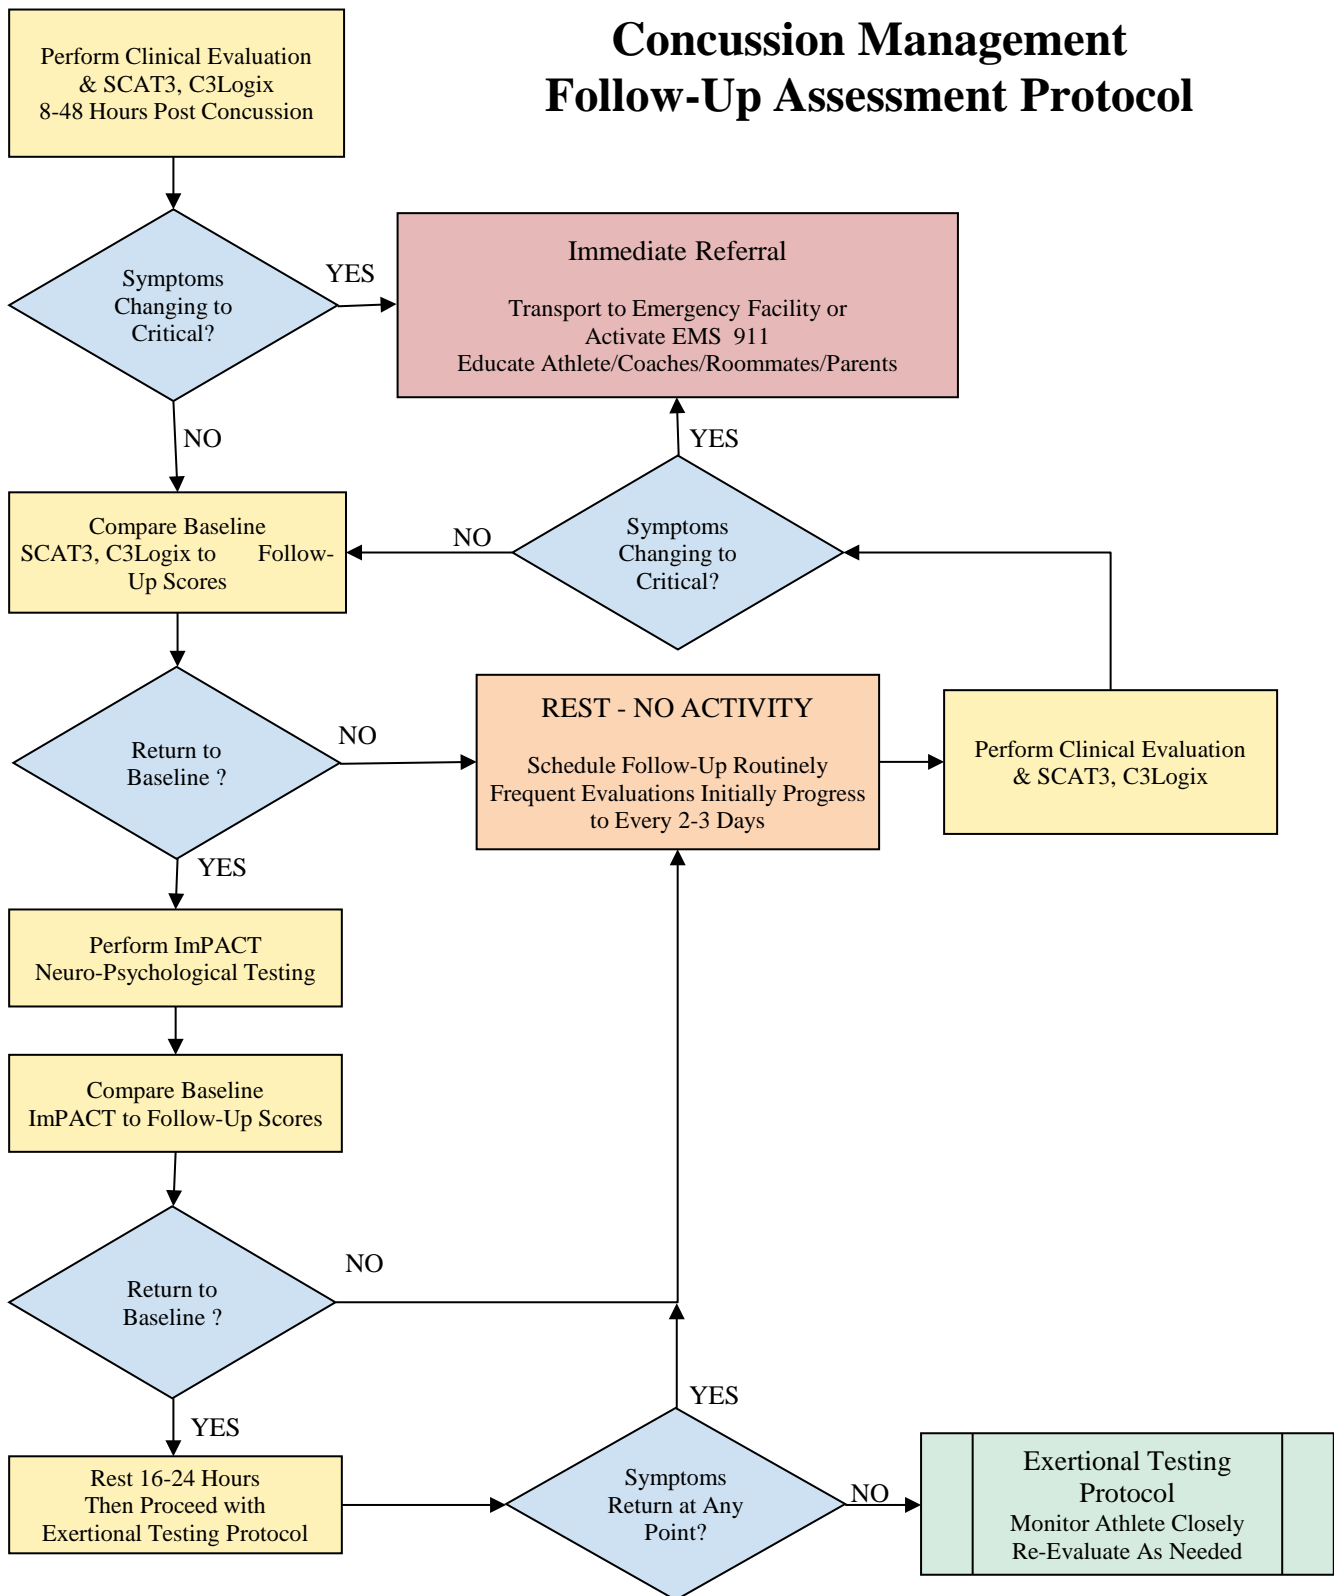 Concussion Management
Follow-Up Assessment Protocol
Perform Clinical Evaluation
& SCAT3, C3Logix
8-48 Hours Post Concussion
Symptoms
Changing to
Critical?
YES
Immediate Referral
Transport to Emergency Facility or
Activate EMS 911
Educate Athlete/Coaches/Roommates/Parents
NO
YES
Compare Baseline
SCAT3, C3Logix to Follow-
Up Scores
NO
Symptoms
Changing to
Critical?
Return to
Baseline ?
NO
REST - NO ACTIVITY
Schedule Follow-Up Routinely
Frequent Evaluations Initially Progress
to Every 2-3 Days
Perform Clinical Evaluation
& SCAT3, C3Logix
YES
Perform ImPACT
Neuro-Psychological Testing
Compare Baseline
ImPACT to Follow-Up Scores
Return to
Baseline ?
NO
YES
YES
Rest 16-24 Hours
Then Proceed with
Exertional Testing Protocol
Symptoms
Return at Any
Point?
NO
Exertional Testing
Protocol
Monitor Athlete Closely
Re-Evaluate As Needed